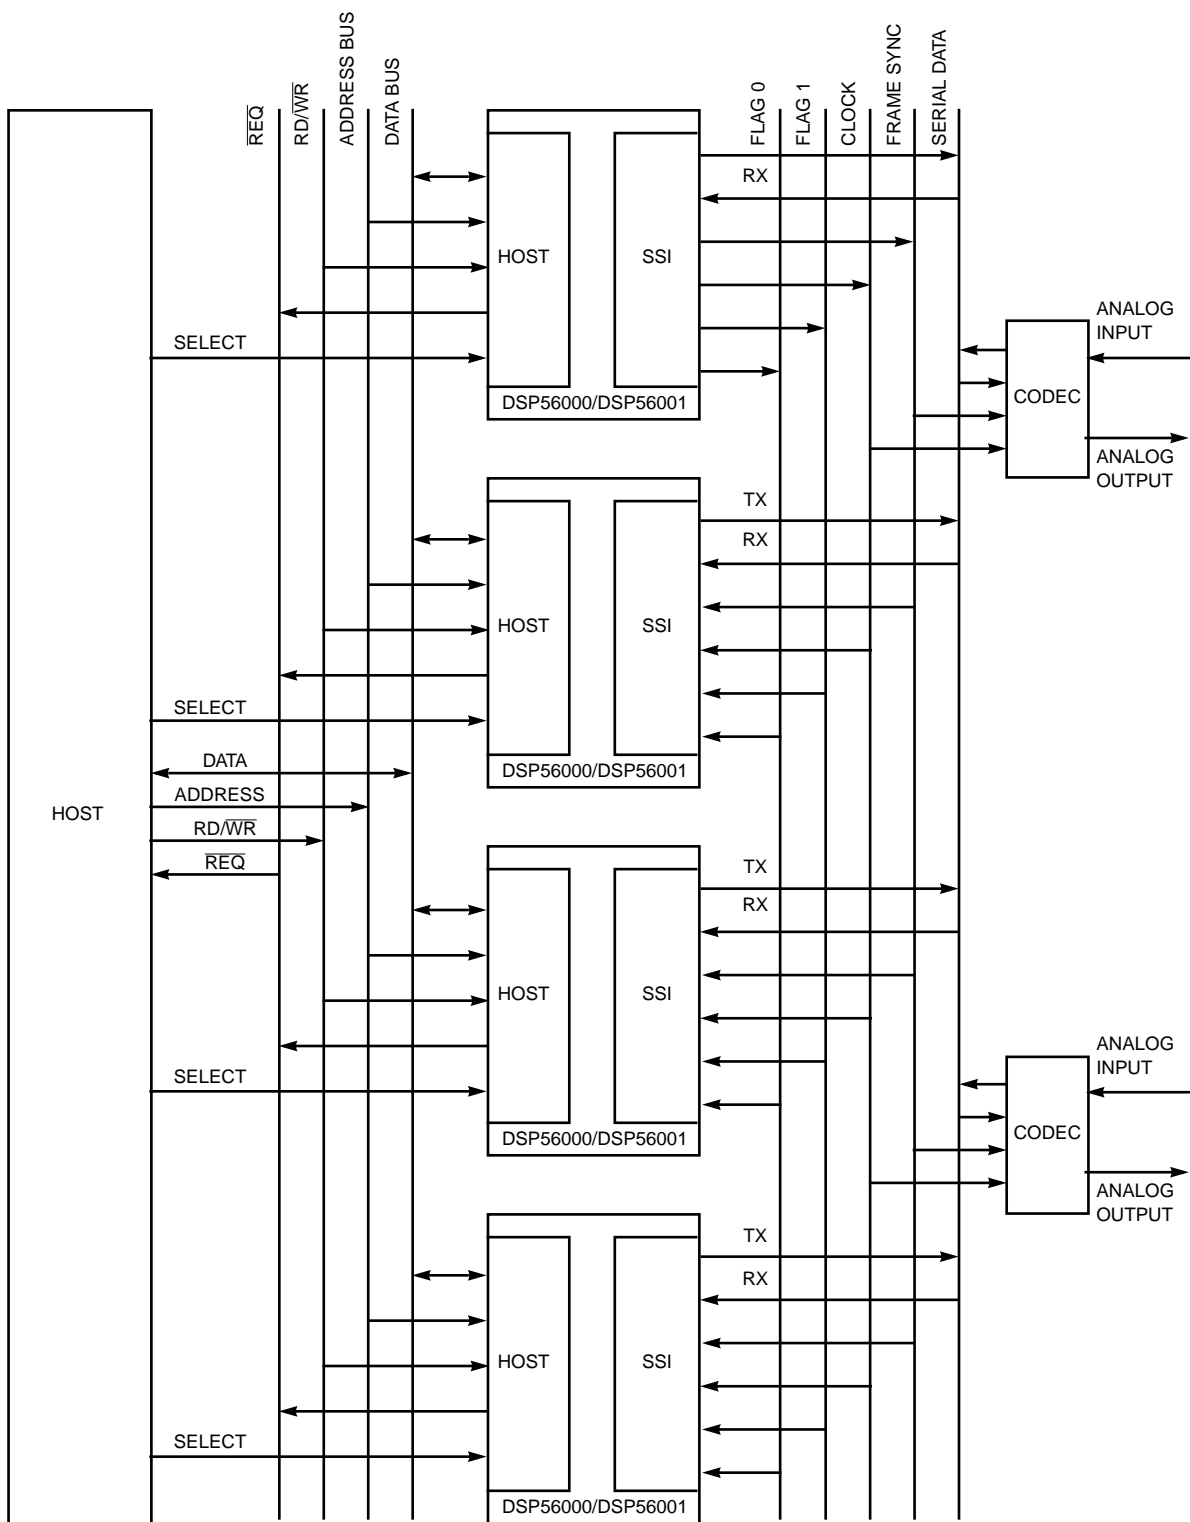 REQ
RD/WR
ADDRESS BUS
DATA BUS
FLAG 0
FLAG 1
CLOCK
FRAME SYNC
SERIAL DATA
RX
HOST
SSI
SELECT
DSP56000/DSP56001
ANALOG
INPUT
CODEC
ANALOG
OUTPUT
TX
RX
HOST
SSI
SELECT
DSP56000/DSP56001
DATA
ADDRESS
HOST
RD/WR
REQ
TX
RX
HOST
SSI
SELECT
DSP56000/DSP56001
ANALOG
INPUT
CODEC
ANALOG
OUTPUT
TX
RX
HOST
SSI
SELECT
DSP56000/DSP56001